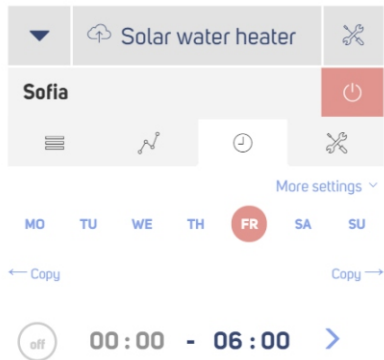 Solar water heater
Sofia
More settings
MO TU WE TH FR SA SU
← Copy Copy →
off 00:00 - 06:00